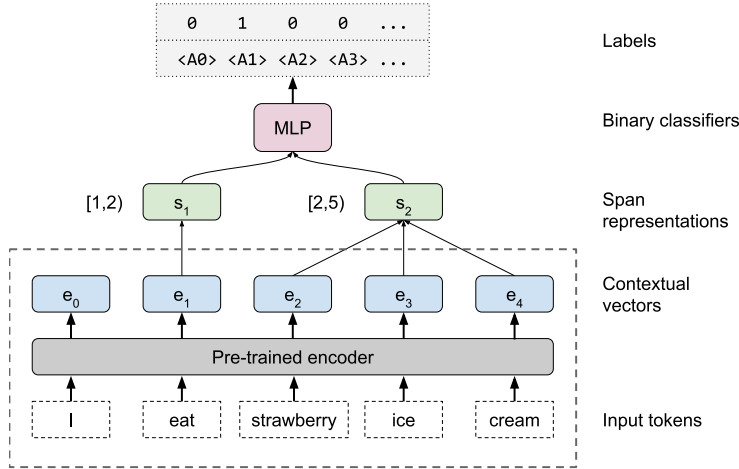 0 1 0 0 ...
<A0> <A1> <A2> <A3> ...
Labels
MLP
Binary classifiers
[1,2) s1 [2,5) s2
Span
representations
e0 e1 e2 e3 e4
Contextual
vectors
Pre-trained encoder
I eat strawberry ice cream
Input tokens